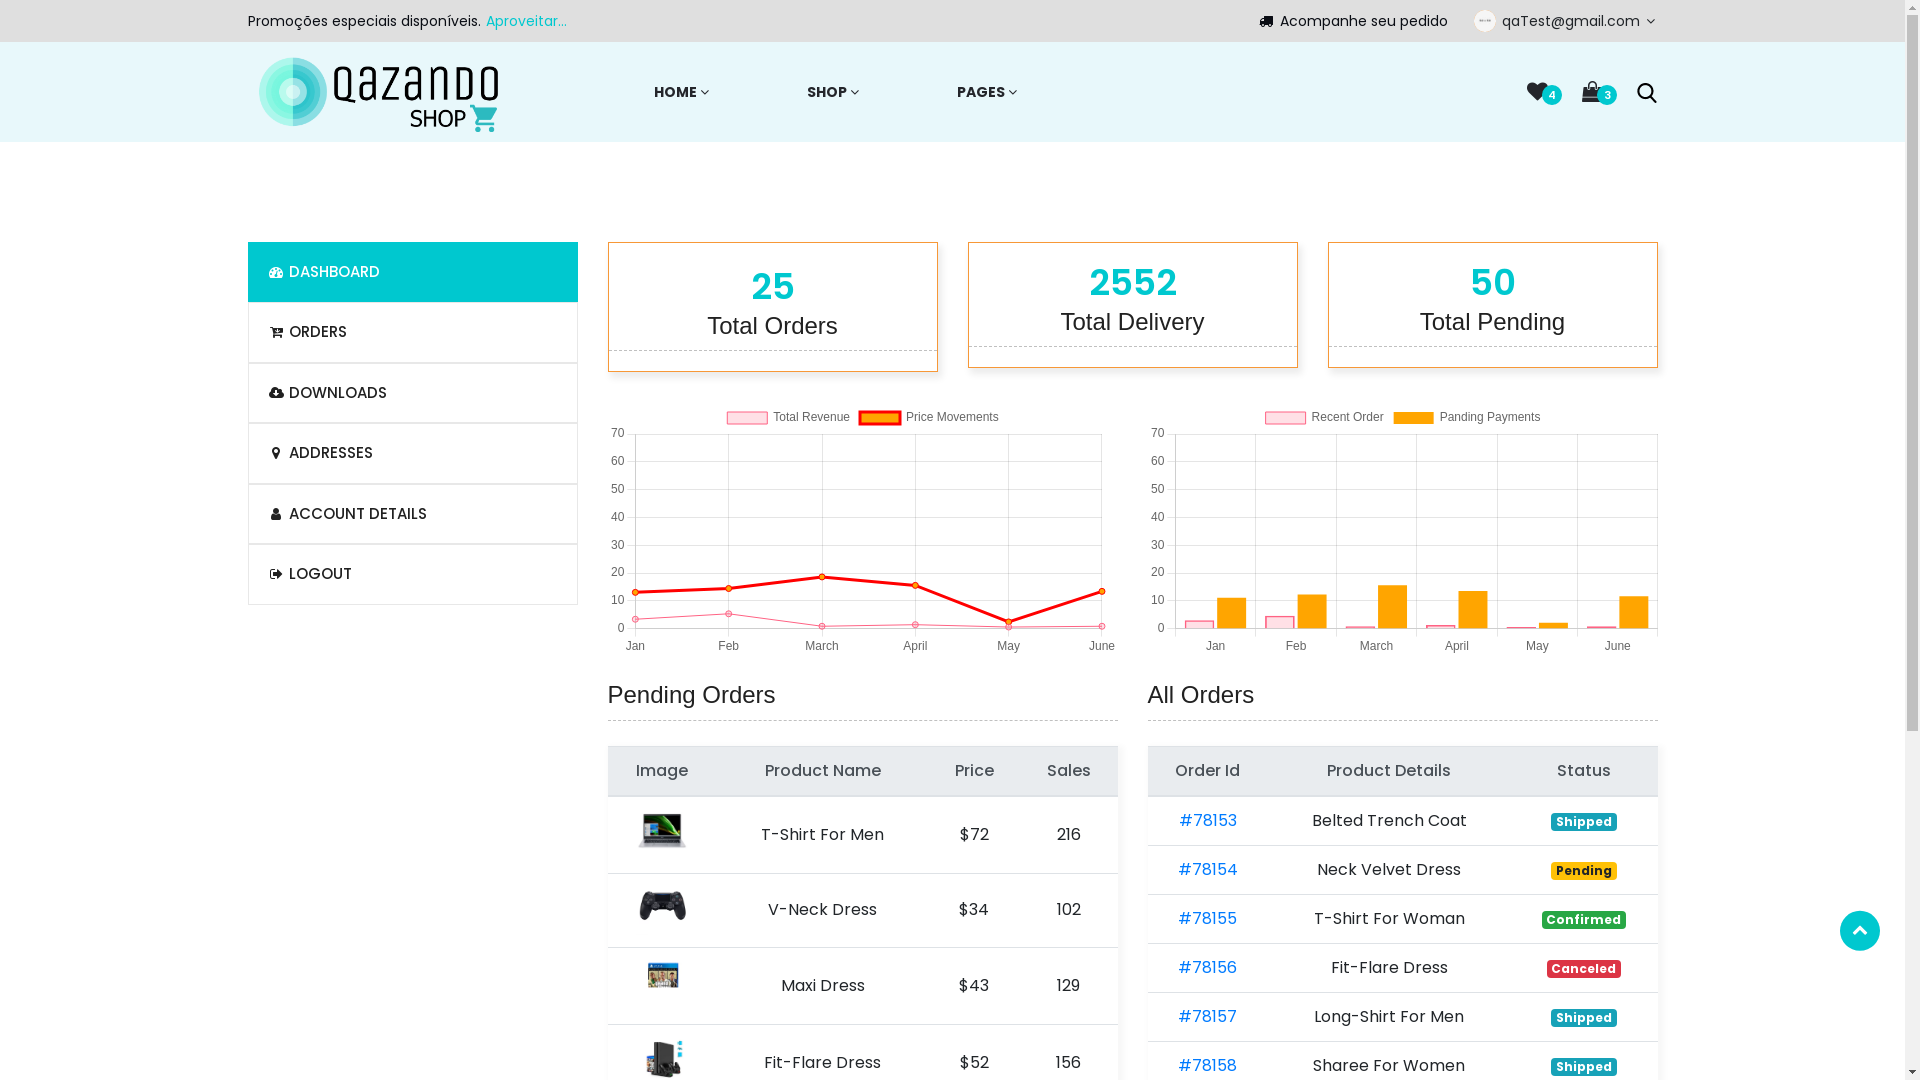 Promoções especiais disponíveis. Aproveitar...
Acompanhe seu pedido
qaTest@gmail.com
QAZANDO
SHOP
HOME
SHOP
PAGES
4
3
DASHBOARD
ORDERS
DOWNLOADS
ADDRESSES
ACCOUNT DETAILS
LOGOUT
25
Total Orders
2552
Total Delivery
50
Total Pending
Total Revenue
Price Movements
70
60
50
40
30
20
10
0
Jan
Feb
March
April
May
June
Recent Order
Panding Payments
70
60
50
40
30
20
10
0
Jan
Feb
March
April
May
June
Pending Orders
Image Product Name Price Sales
T-Shirt For Men $72 216
V-Neck Dress $34 102
Maxi Dress $43 129
Fit-Flare Dress $52 156
All Orders
Order Id Product Details Status
#78153 Belted Trench Coat Shipped
#78154 Neck Velvet Dress Pending
#78155 T-Shirt For Woman Confirmed
#78156 Fit-Flare Dress Canceled
#78157 Long-Shirt For Men Shipped
#78158 Sharee For Women Shipped